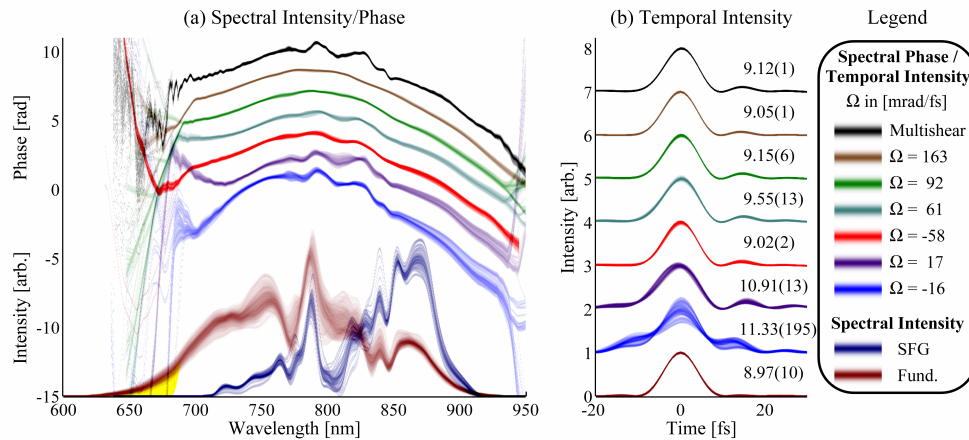 (a) Spectral Intensity/Phase
(b) Temporal Intensity
Legend
Phase [rad]
Intensity [arb.]
10
5
0
-5
-10
-15
600
650
700
750
800
850
900
950
Wavelength [nm]
Intensity [arb.]
8
7
6
5
4
3
2
1
0
9.12(1)
9.05(1)
9.15(6)
9.55(13)
9.02(2)
10.91(13)
11.33(195)
8.97(10)
-20
0
20
Time [fs]
Spectral Phase /
Temporal Intensity
Ω in [mrad/fs]
Multishear
Ω = 163
Ω = 92
Ω = 61
Ω = -58
Ω = 17
Ω = -16
Spectral Intensity
SFG
Fund.